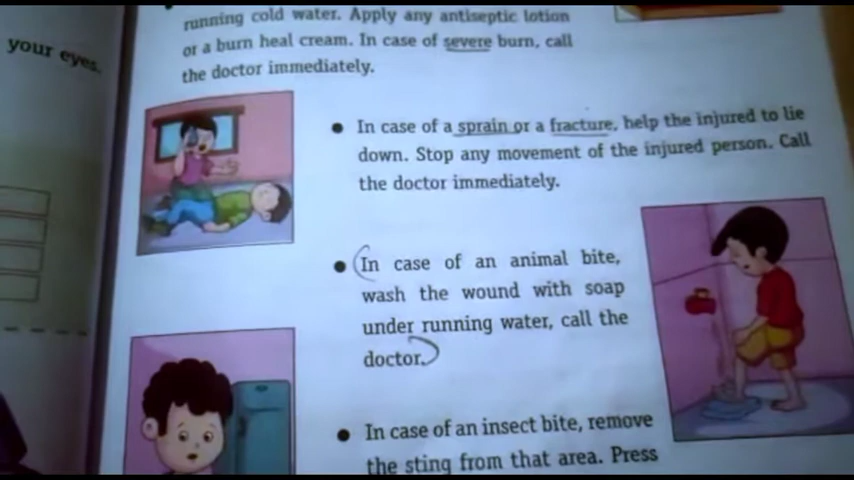 your eyes.
running cold water. Apply any antiseptic lotion
or a burn heal cream. In case of severe burn, call
the doctor immediately.
● In case of a sprain or a fracture, help the injured to lie
down. Stop any movement of the injured person. Call
the doctor immediately.
● In case of an animal bite,
wash the wound with soap
under running water, call the
doctor.
● In case of an insect bite, remove
the sting from that area. Press